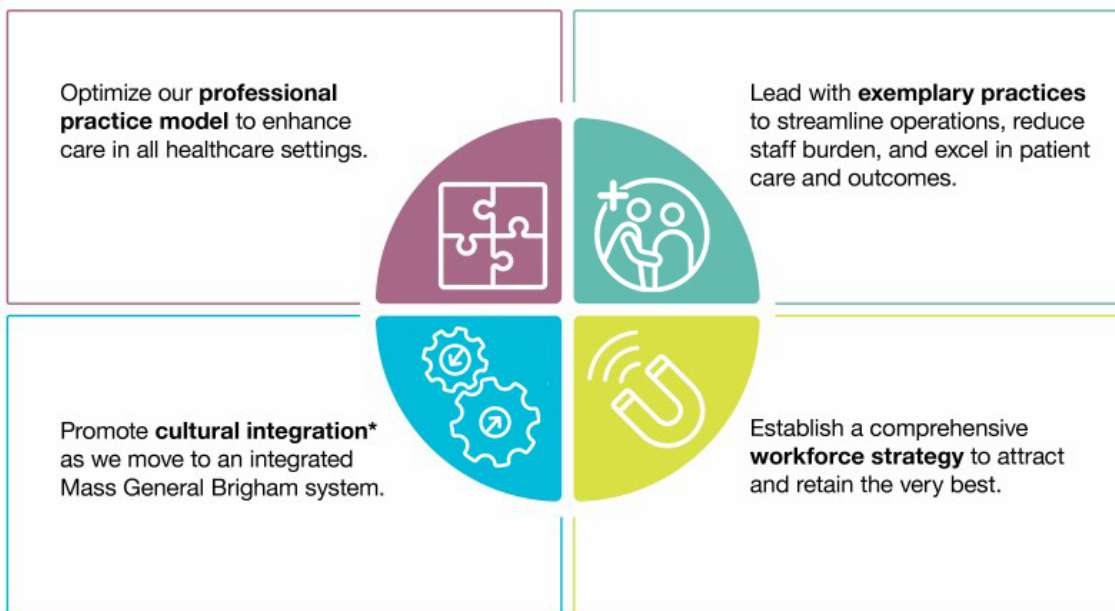 Optimize our professional
practice model to enhance
care in all healthcare settings.
Lead with exemplary practices
to streamline operations, reduce
staff burden, and excel in patient
care and outcomes.
Promote cultural integration*
as we move to an integrated
Mass General Brigham system.
Establish a comprehensive
workforce strategy to attract
and retain the very best.